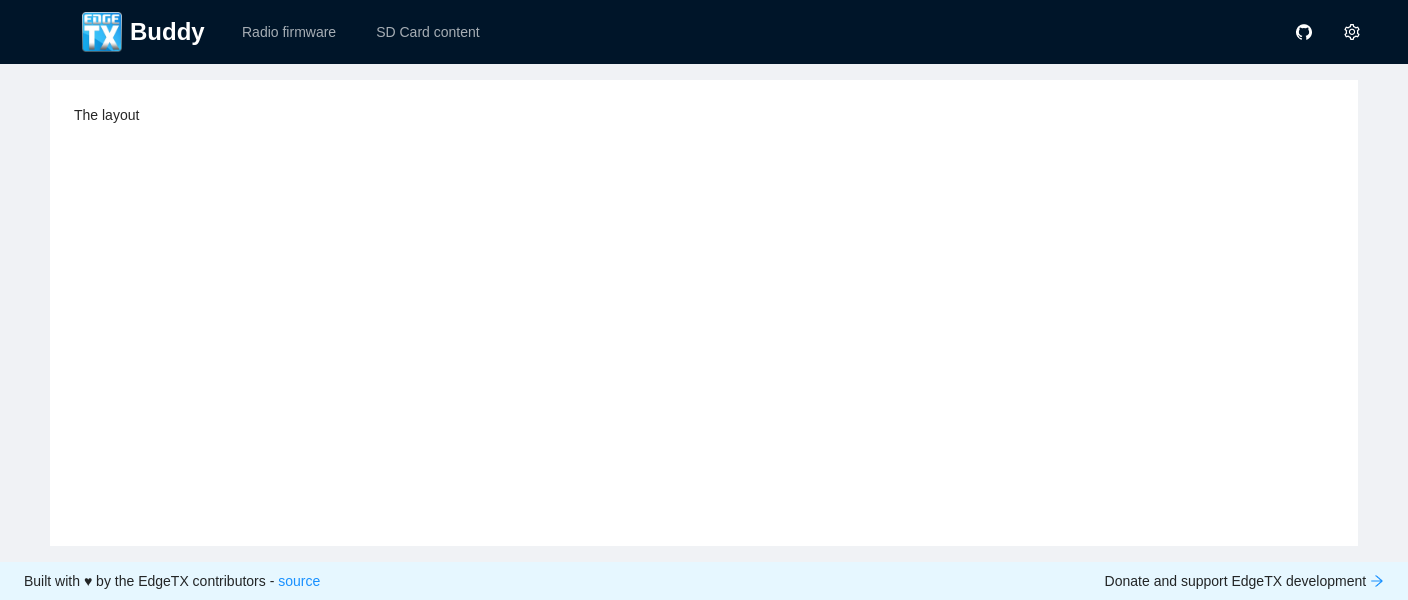 EDGE
TX
Buddy
Radio firmware
SD Card content
The layout
Built with ♥ by the EdgeTX contributors - source
Donate and support EdgeTX development →